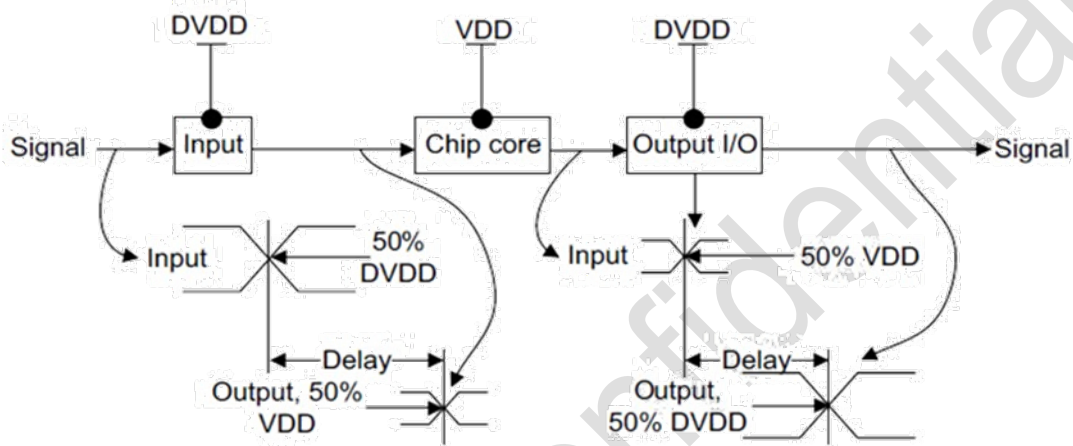 DVDD
VDD
DVDD
Signal
Input
Chip core
Output I/O
Signal
Input
50%
DVDD
Input
50% VDD
Delay
Output, 50%
VDD
Delay
Output,
50% DVDD